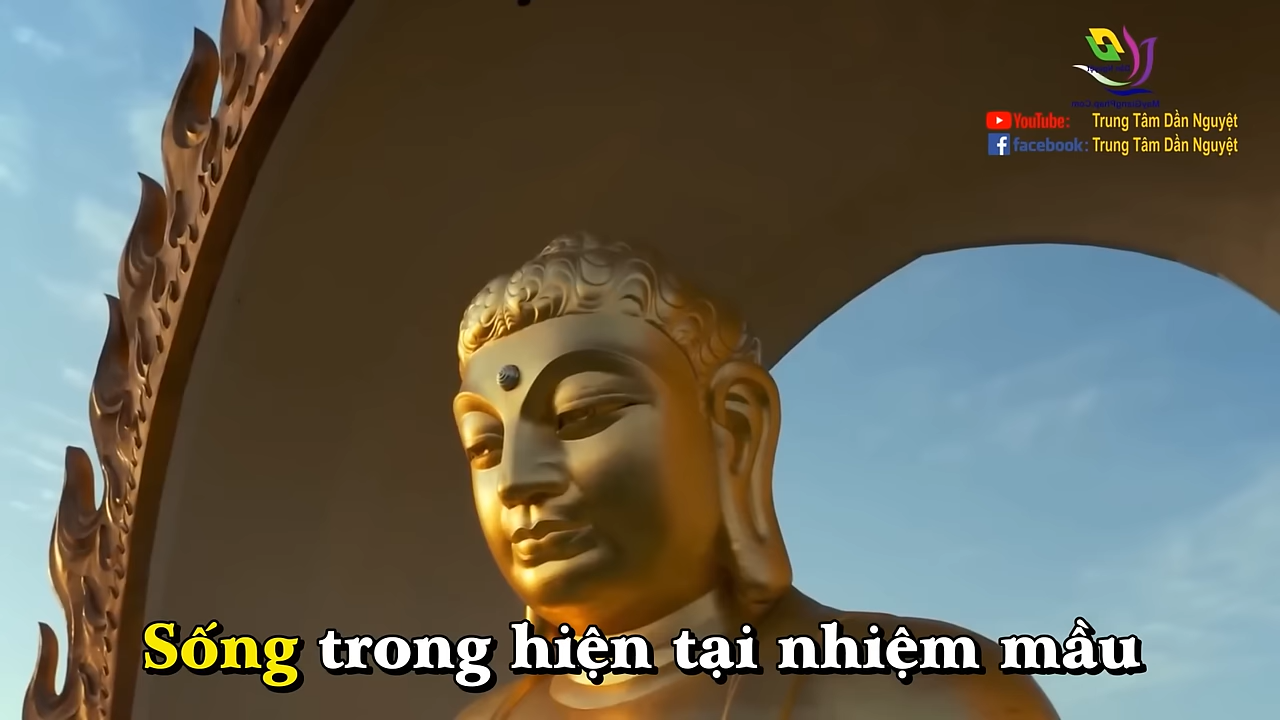 YouTube: Trung Tâm Dần Nguyệt
facebook: Trung Tâm Dần Nguyệt
Sống trong hiện tại nhiệm mầu